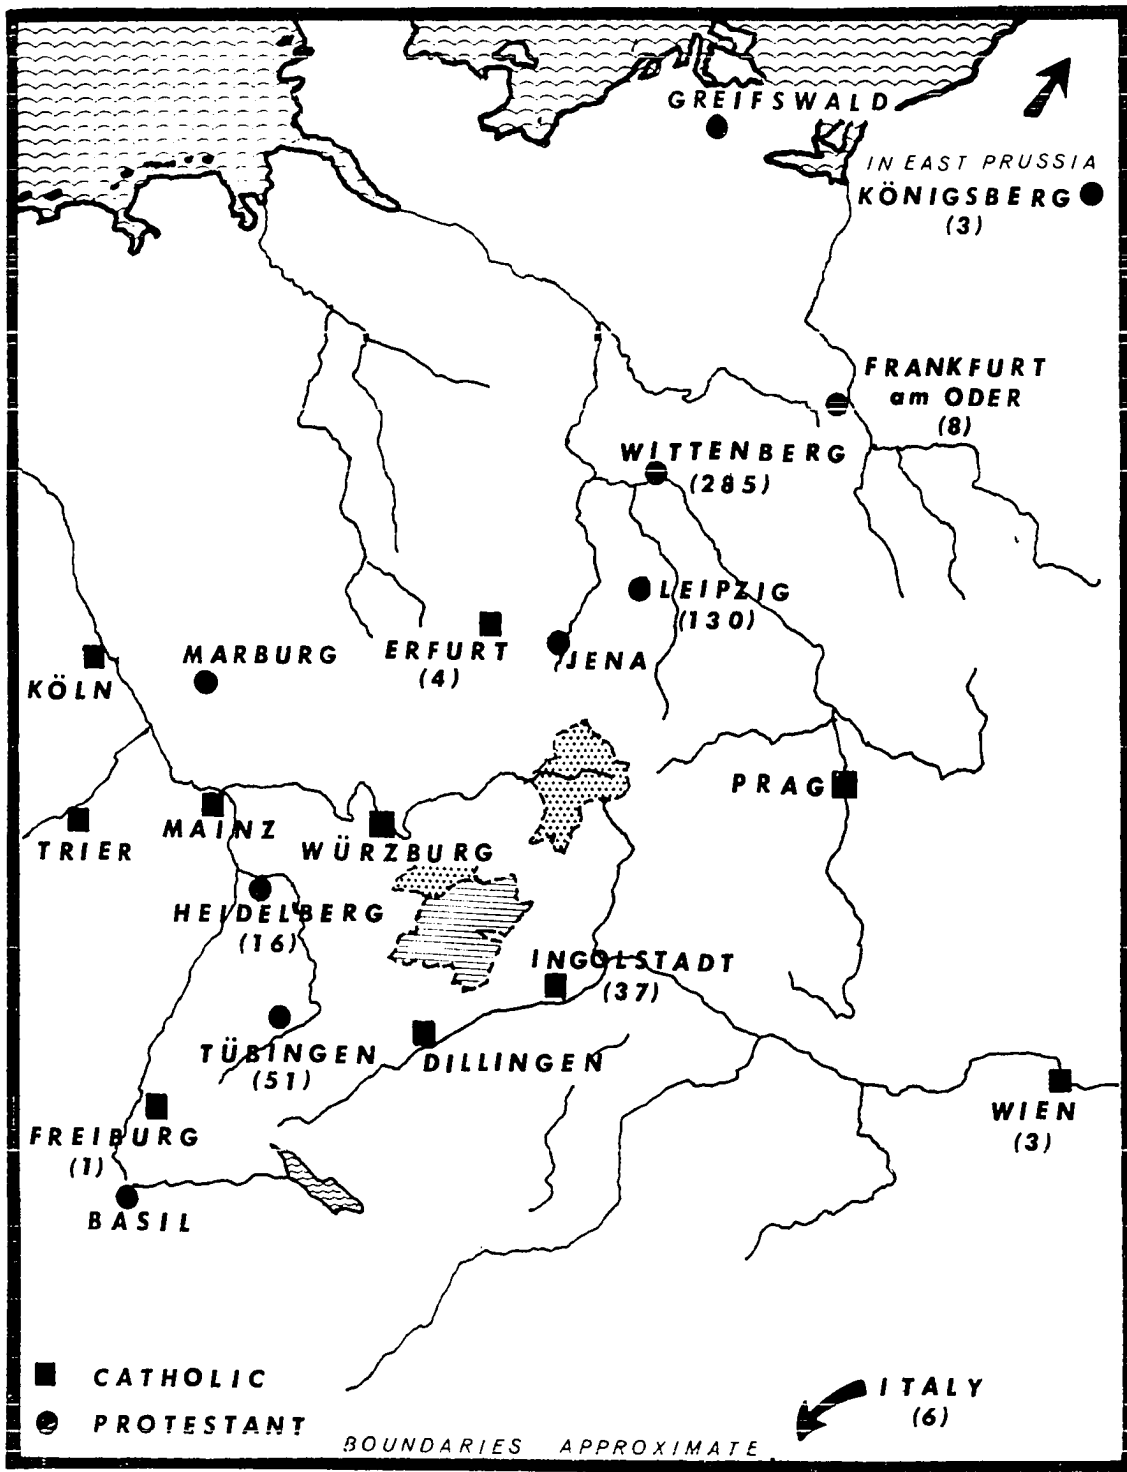 GREIFSWALD
IN EAST PRUSSIA
KÖNIGSBERG
(3)
FRANKFURT
am ODER
(8)
WITTENBERG
(285)
LEIPZIG
(130)
ERFURT
(4)
JENA
MARBURG
KÖLN
PRAG
MAINZ
TRIER
WÜRZBURG
HEIDELBERG
(16)
INGOLSTADT
(37)
TÜBINGEN
(51)
DILLINGEN
WIEN
(3)
FREIBURG
(1)
BASIL
CATHOLIC
PROTESTANT
ITALY
(6)
BOUNDARIES APPROXIMATE